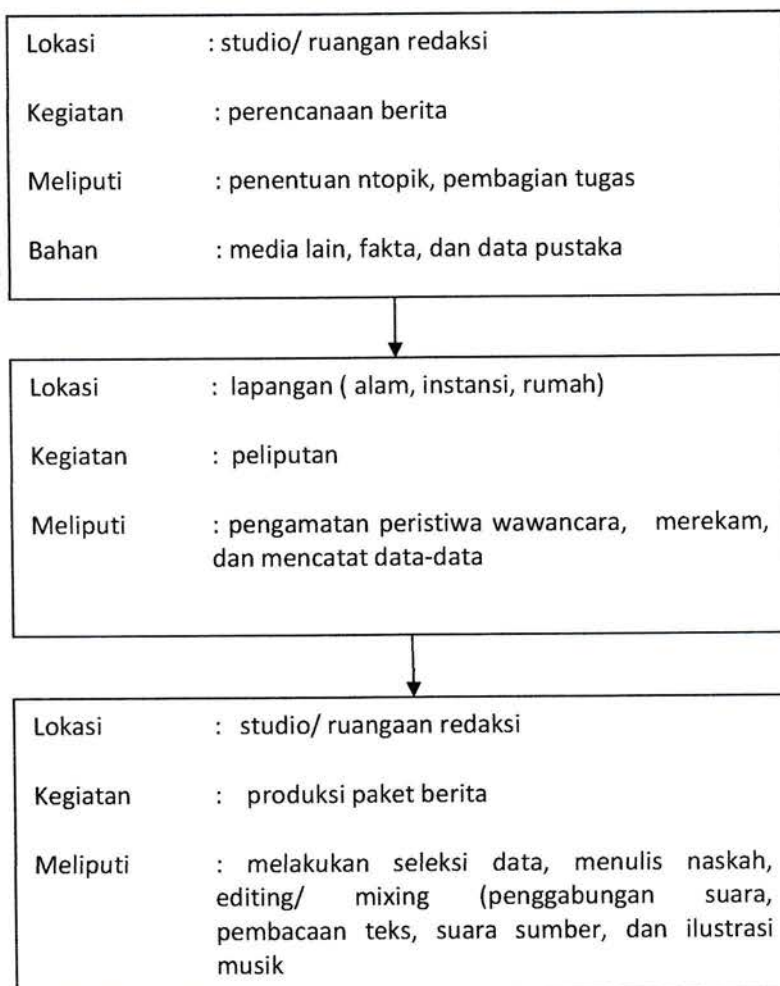 Lokasi : studio/ ruangan redaksi
Kegiatan : perencanaan berita
Meliputi : penentuan ntopik, pembagian tugas
Bahan : media lain, fakta, dan data pustaka
Lokasi : lapangan ( alam, instansi, rumah)
Kegiatan : peliputan
Meliputi : pengamatan peristiwa wawancara, merekam,
dan mencatat data-data
Lokasi : studio/ ruangaan redaksi
Kegiatan : produksi paket berita
Meliputi : melakukan seleksi data, menulis naskah,
editing/ mixing (penggabungan suara,
pembacaan teks, suara sumber, dan ilustrasi
musik